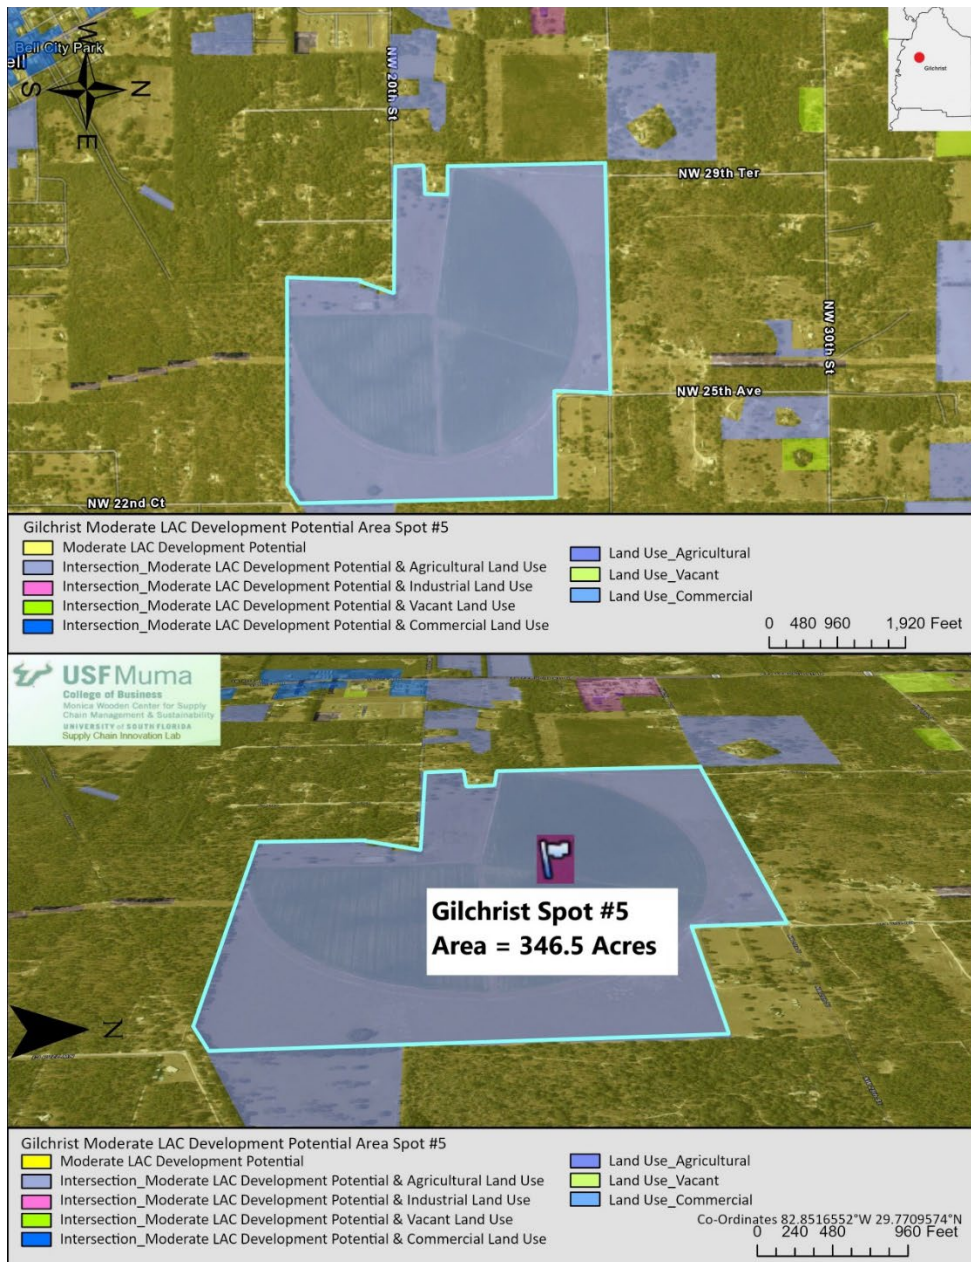 Bell City Park
ell
W
N
S
E
NW 20th St
Gilchrist
NW 29th Ter
NW 30th St
NW 25th Ave
NW 22nd Ct
Gilchrist Moderate LAC Development Potential Area Spot #5
Moderate LAC Development Potential
Intersection_Moderate LAC Development Potential & Agricultural Land Use
Intersection_Moderate LAC Development Potential & Industrial Land Use
Intersection_Moderate LAC Development Potential & Vacant Land Use
Intersection_Moderate LAC Development Potential & Commercial Land Use
Land Use_Agricultural
Land Use_Vacant
Land Use_Commercial
0 480 960 1,920 Feet
USF Muma
College of Business
Monica Wooden Center for Supply
Chain Management & Sustainability
UNIVERSITY of SOUTH FLORIDA
Supply Chain Innovation Lab
Gilchrist Spot #5
Area = 346.5 Acres
N
Gilchrist Moderate LAC Development Potential Area Spot #5
Moderate LAC Development Potential
Intersection_Moderate LAC Development Potential & Agricultural Land Use
Intersection_Moderate LAC Development Potential & Industrial Land Use
Intersection_Moderate LAC Development Potential & Vacant Land Use
Intersection_Moderate LAC Development Potential & Commercial Land Use
Land Use_Agricultural
Land Use_Vacant
Land Use_Commercial
Co-Ordinates 82.8516552°W 29.7709574°N
0 240 480 960 Feet